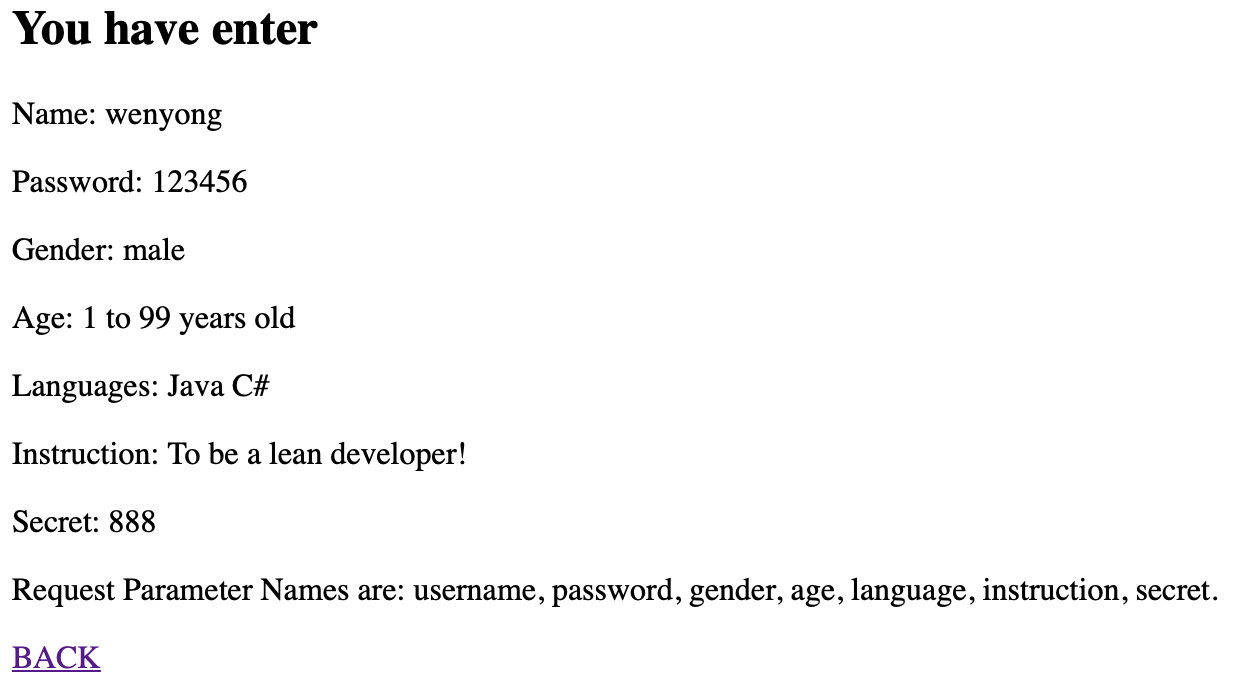 You have enter
Name: wenyong
Password: 123456
Gender: male
Age: 1 to 99 years old
Languages: Java C#
Instruction: To be a lean developer!
Secret: 888
Request Parameter Names are: username, password, gender, age, language, instruction, secret.
BACK